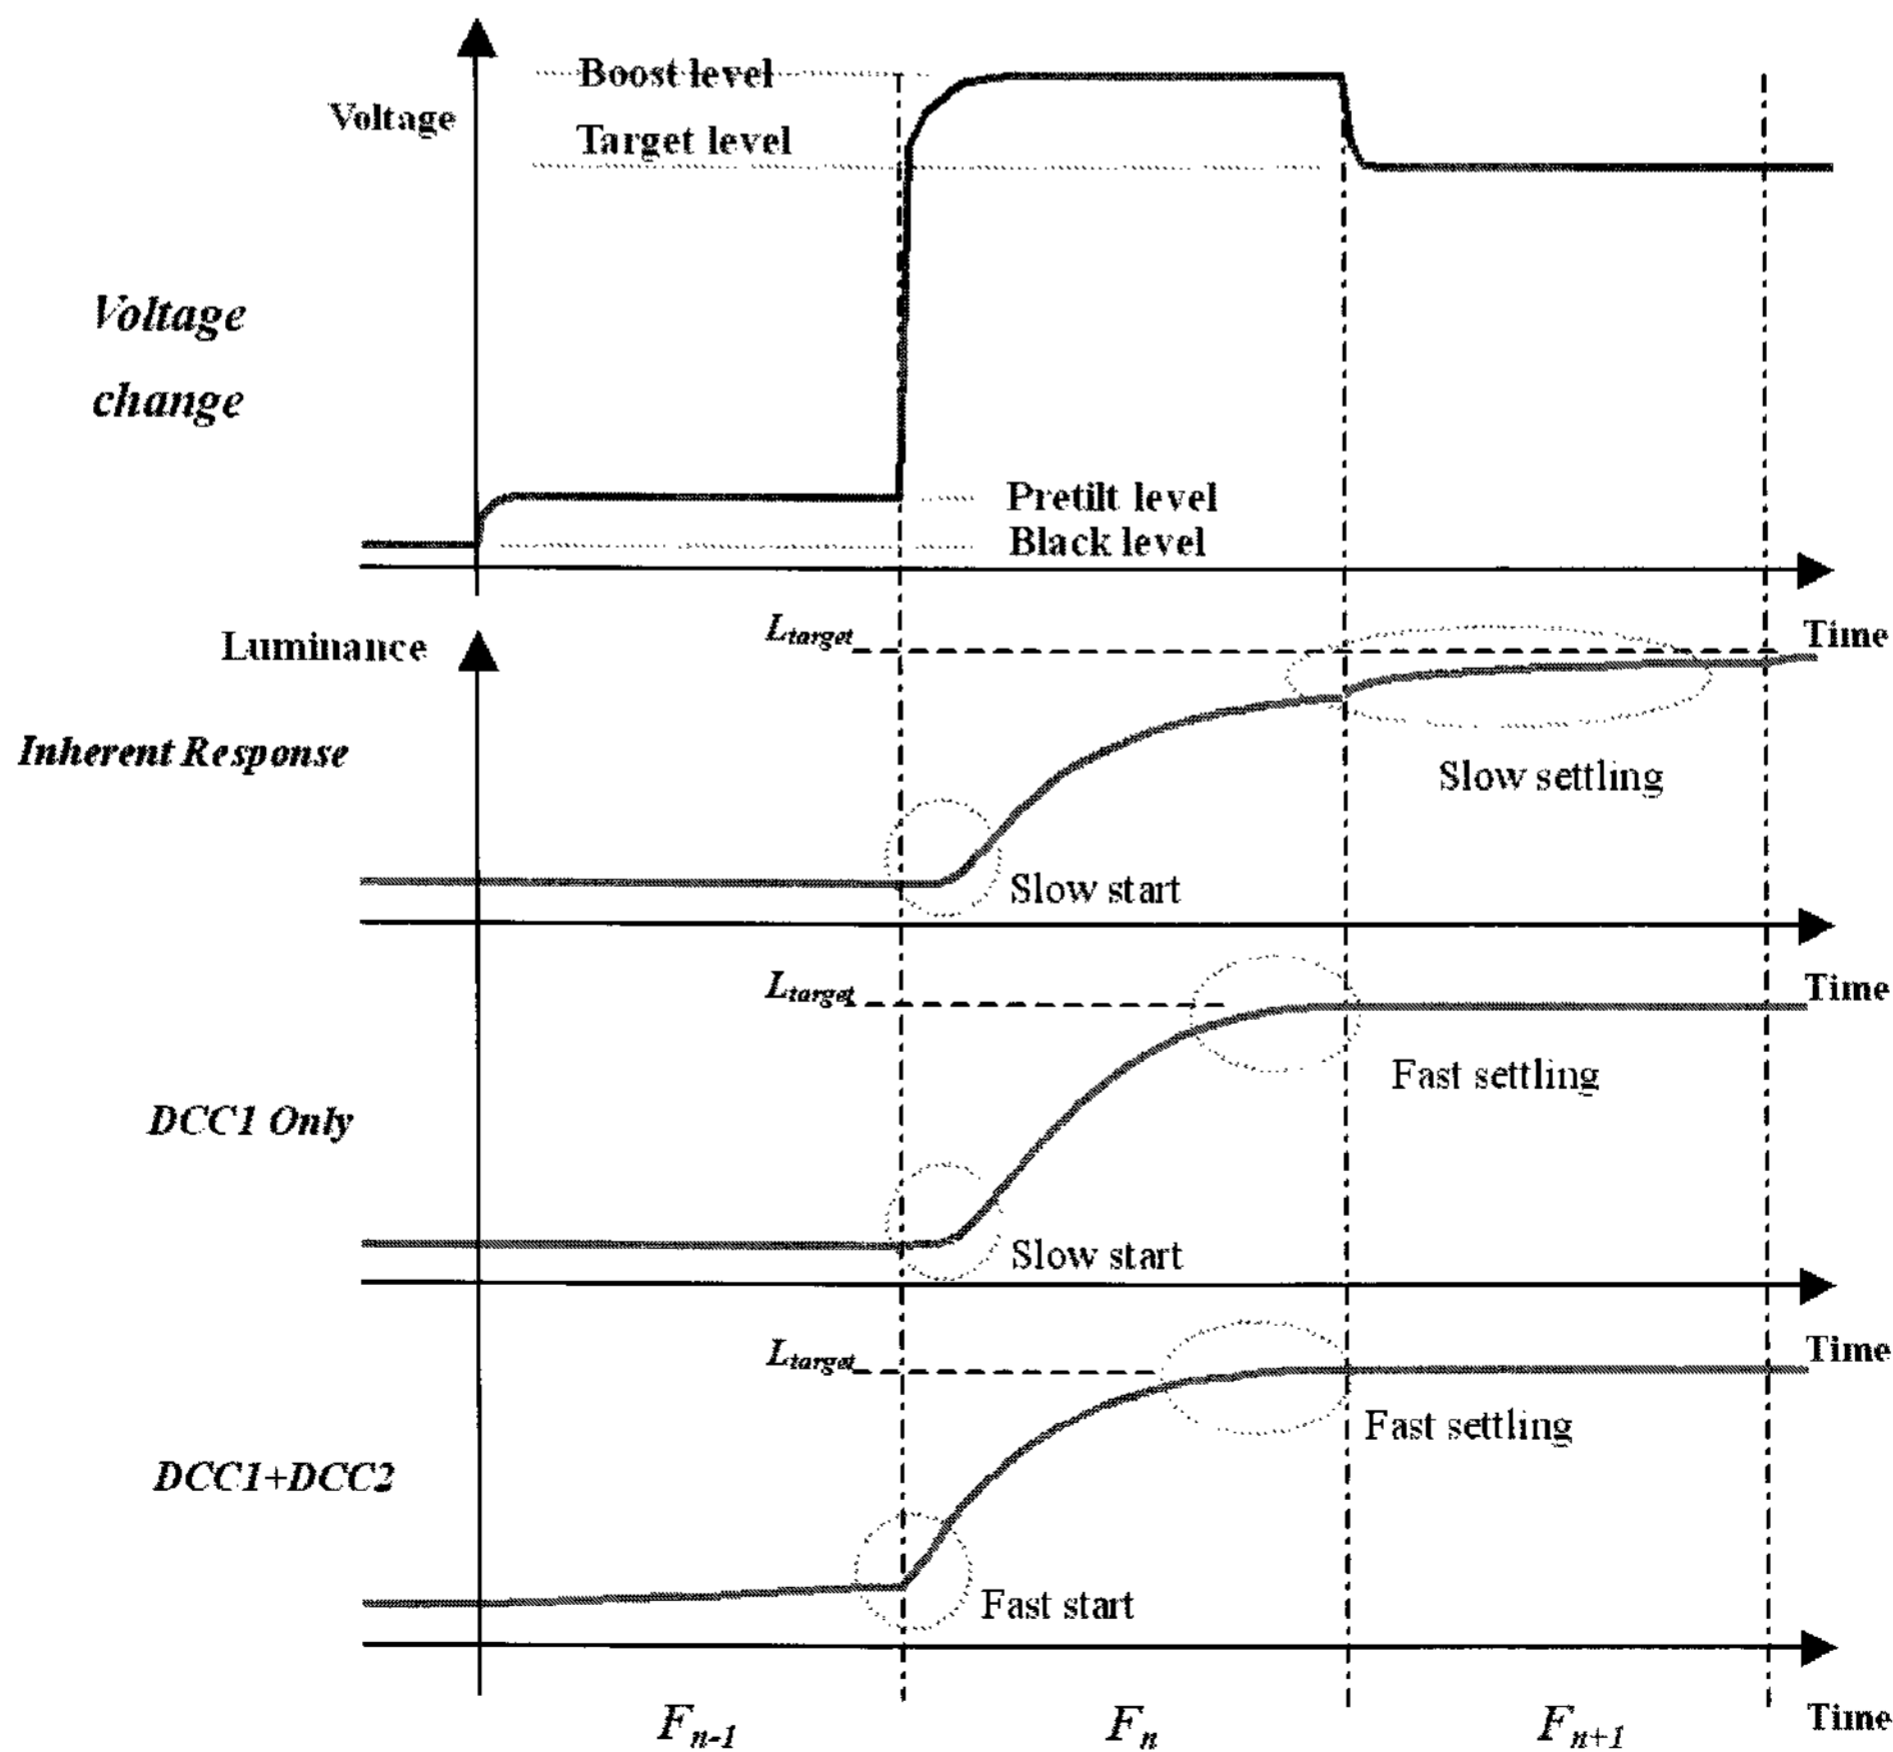 Boost level
Voltage
Target level
Voltage
change
Pretilt level
Black level
Luminance
Ltarget
Time
Inherent Response
Slow settling
Slow start
Ltarget
Time
Fast settling
DCC1 Only
Slow start
Ltarget
Time
Fast settling
DCC1+DCC2
Fast start
Fn-1
Fn
Fn+1
Time